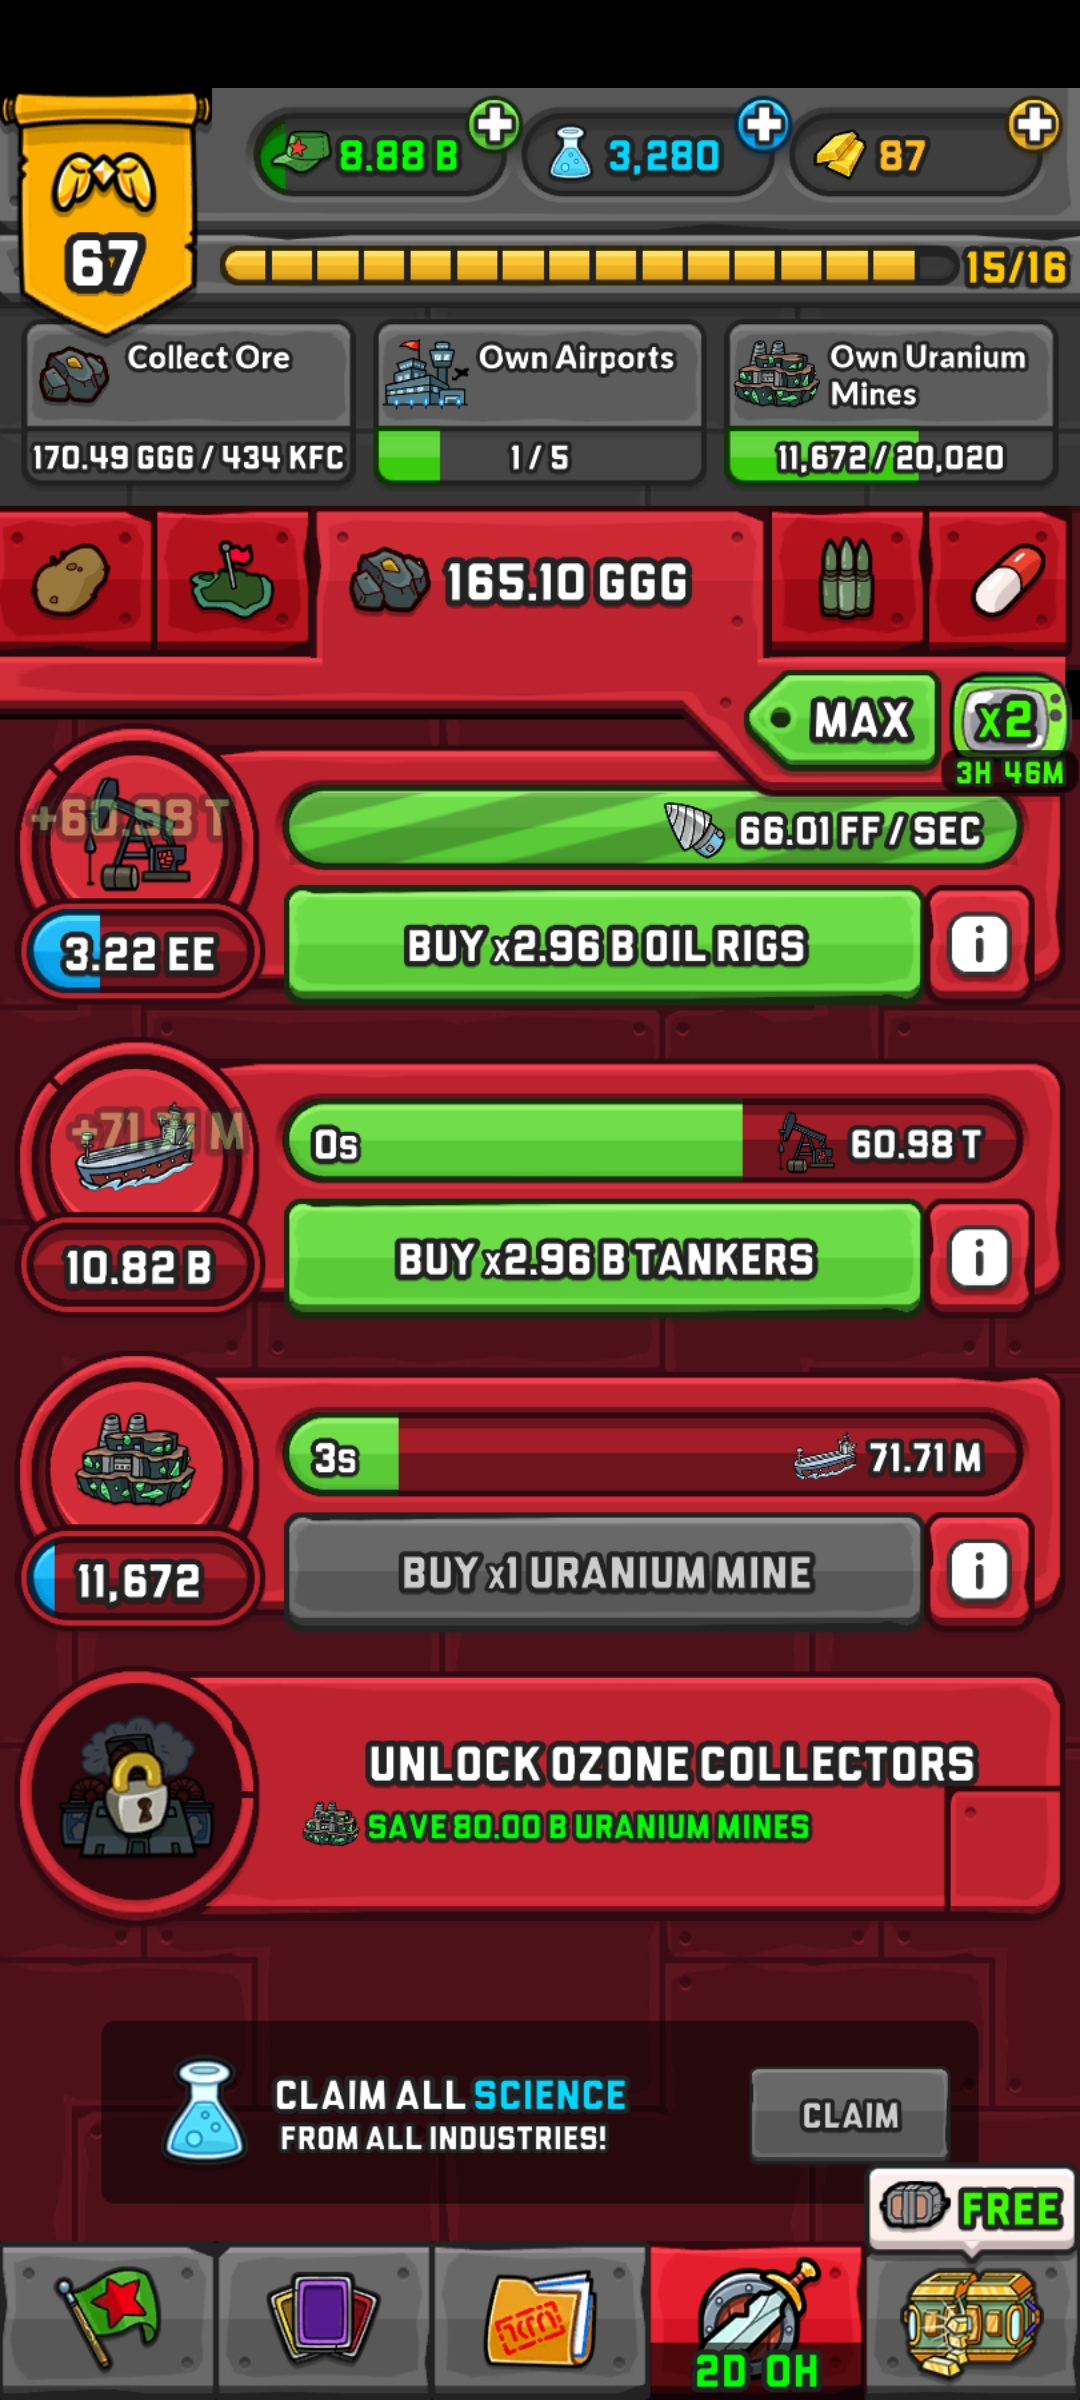 8.88 B
3,280
87
67
15/16
Collect Ore
170.49 GGG / 434 KFC
Own Airports
1 / 5
Own Uranium
Mines
11,672 / 20,020
165.10 GGG
MAX
x2
3H 46M
+60.98 T
66.01 FF / SEC
3.22 EE
BUY x2.96 B OIL RIGS
i
+71.71 M
0s
60.98 T
10.82 B
BUY x2.96 B TANKERS
i
3s
71.71 M
11,672
BUY x1 URANIUM MINE
i
UNLOCK OZONE COLLECTORS
SAVE 80.00 B URANIUM MINES
CLAIM ALL SCIENCE
FROM ALL INDUSTRIES!
CLAIM
FREE
2D 0H